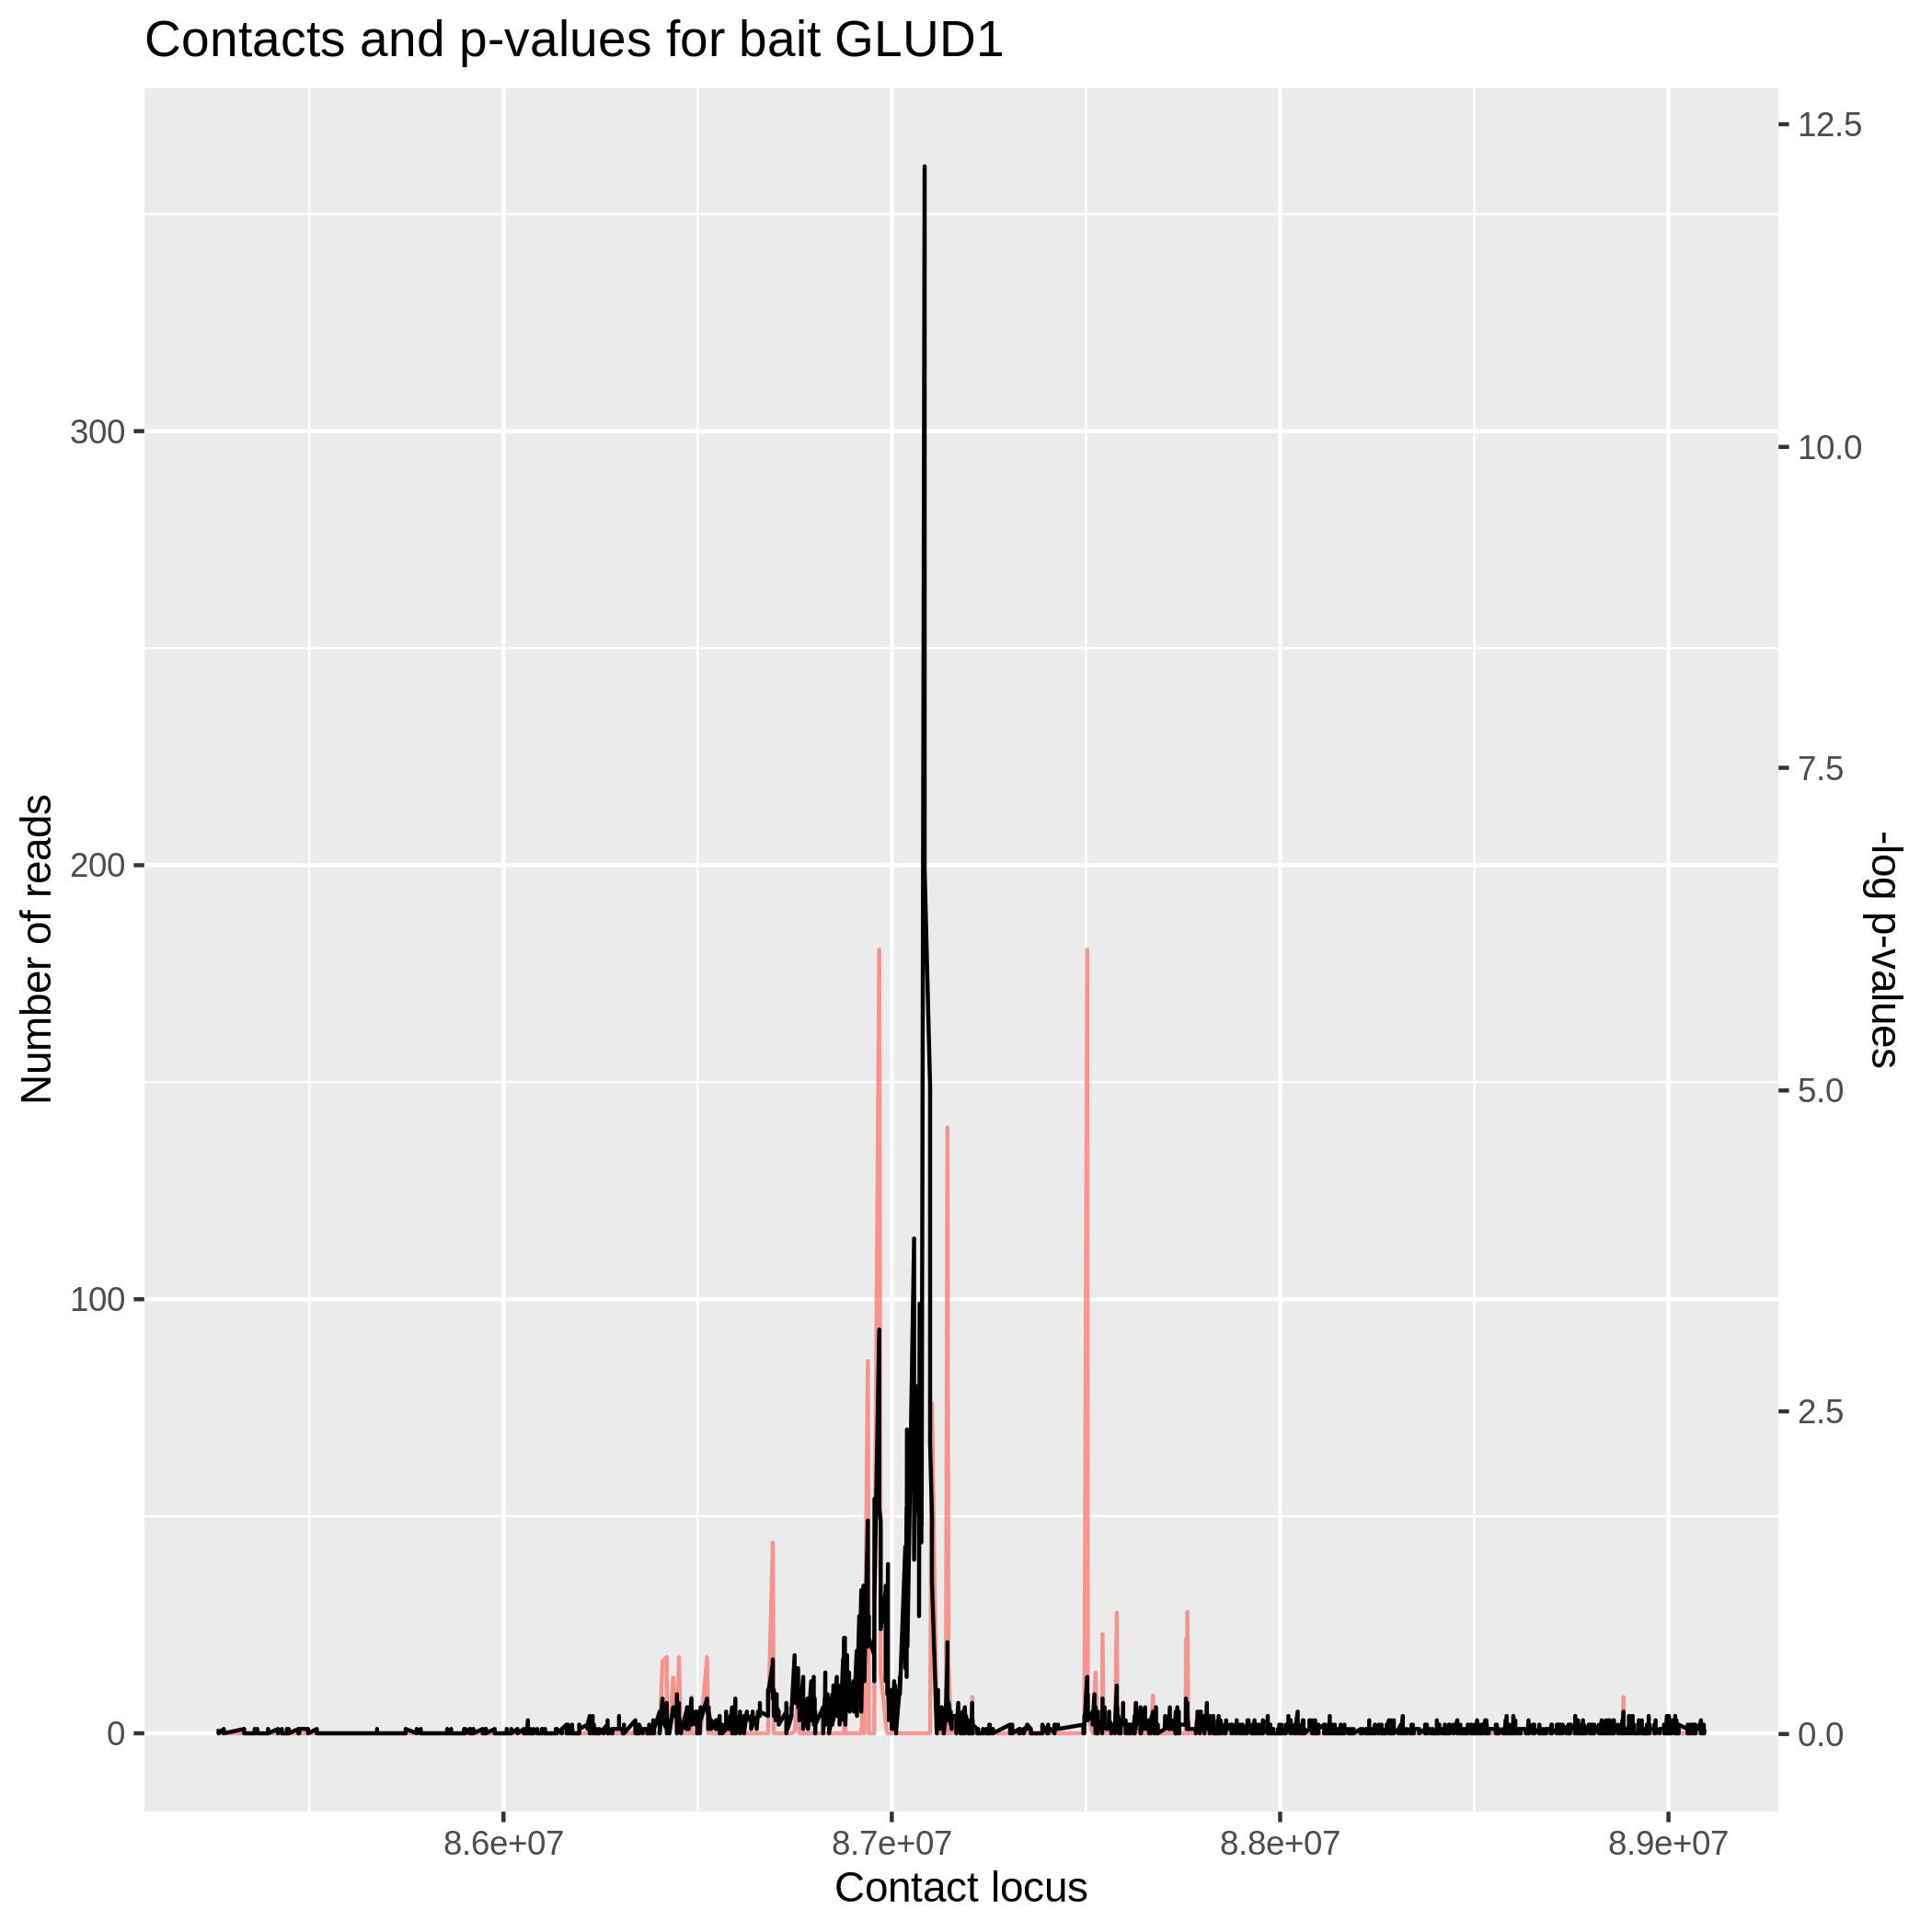 Contacts and p-values for bait GLUD1
Number of reads
300
200
100
0
12.5
10.0
7.5
5.0
2.5
0.0
-log p-values
8.6e+07
8.7e+07
8.8e+07
8.9e+07
Contact locus